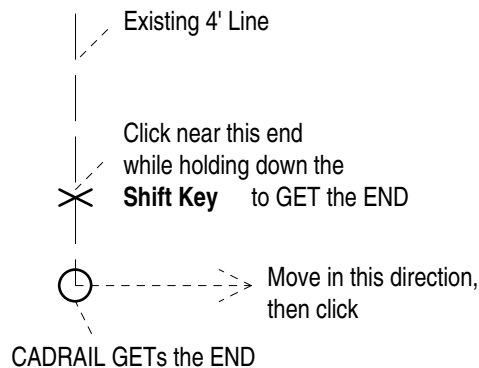 Existing 4' Line
Click near this end
while holding down the
Shift Key to GET the END
Move in this direction,
then click
CADRAIL GETs the END